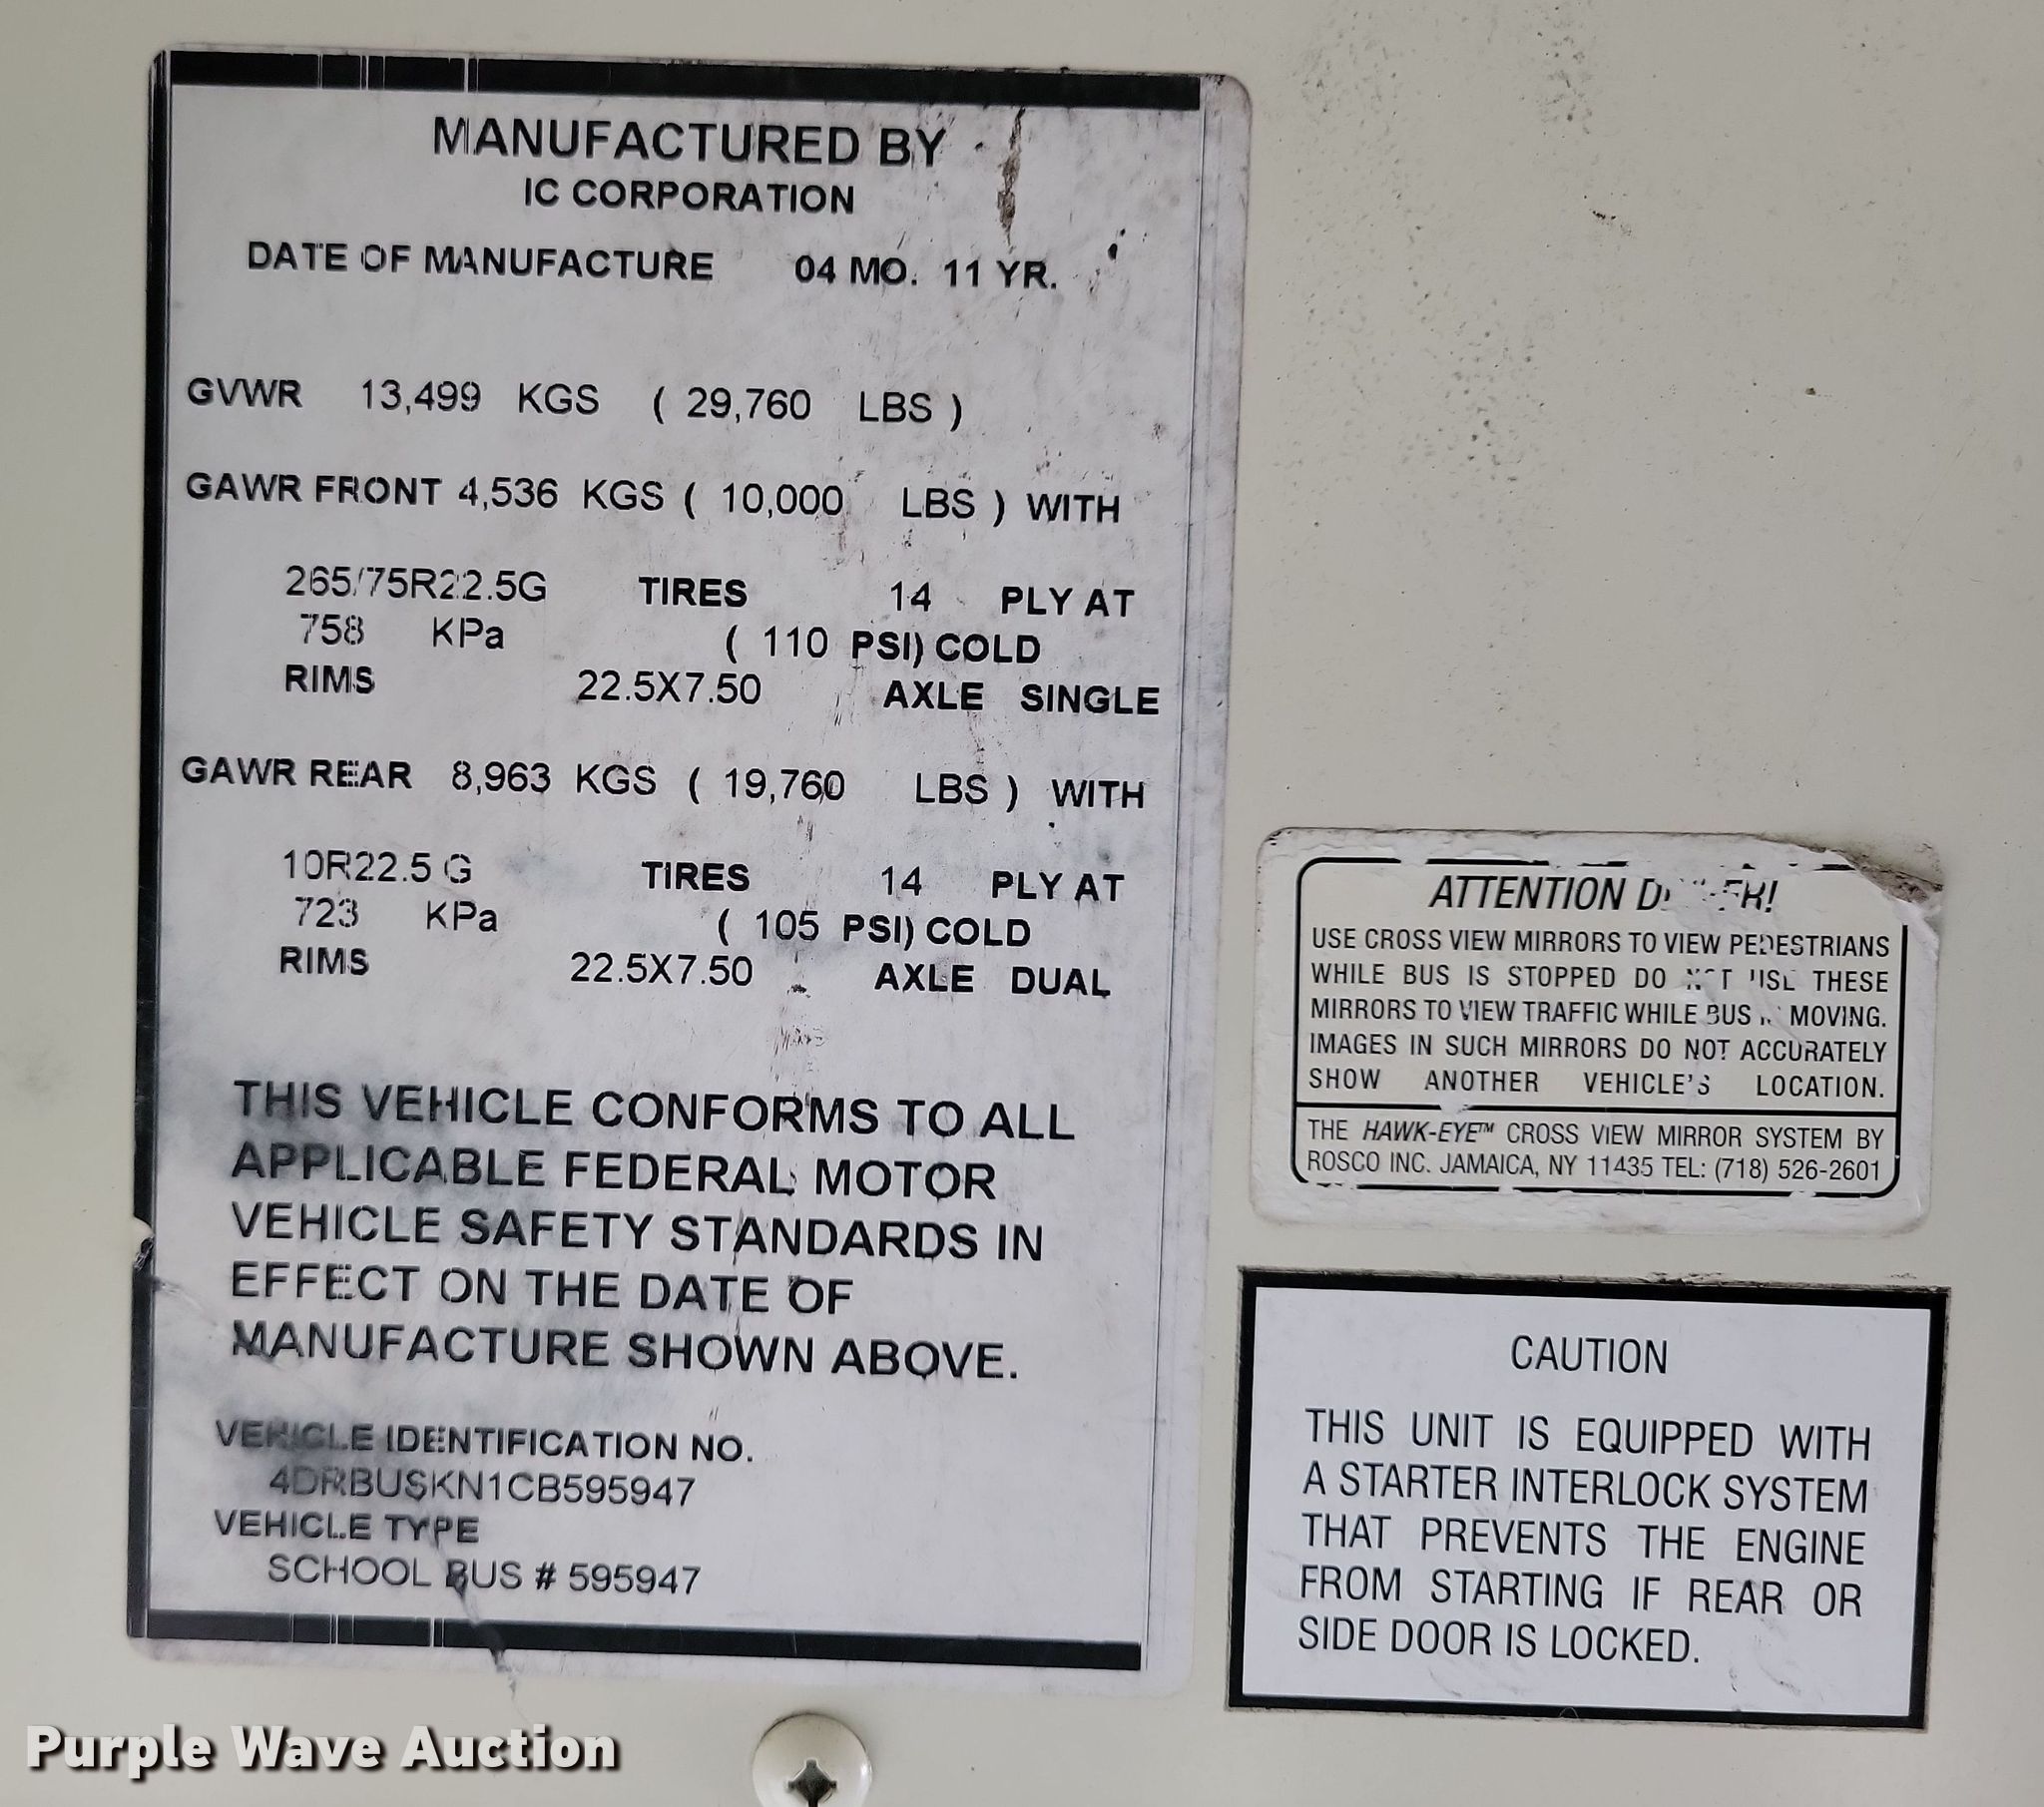 MANUFACTURED BY
IC CORPORATION
DATE OF MANUFACTURE 04 MO. 11 YR.
GVWR 13,499 KGS ( 29,760 LBS )
GAWR FRONT 4,536 KGS ( 10,000 LBS ) WITH
265/75R22.5G TIRES 14 PLY AT
758 KPa ( 110 PSI) COLD
RIMS 22.5X7.50 AXLE SINGLE
GAWR REAR 8,963 KGS ( 19,760 LBS ) WITH
10R22.5 G TIRES 14 PLY AT
723 KPa ( 105 PSI) COLD
RIMS 22.5X7.50 AXLE DUAL
THIS VEHICLE CONFORMS TO ALL
APPLICABLE FEDERAL MOTOR
VEHICLE SAFETY STANDARDS IN
EFFECT ON THE DATE OF
MANUFACTURE SHOWN ABOVE.
VEHICLE IDENTIFICATION NO.
4DRBUSKN1CB595947
VEHICLE TYPE
SCHOOL BUS # 595947
ATTENTION
USE CROSS VIEW MIRRORS TO VIEW PEDESTRIANS
WHILE BUS IS STOPPED DO NOT USE THESE
MIRRORS TO VIEW TRAFFIC WHILE BUS MOVING.
IMAGES IN SUCH MIRRORS DO NOT ACCURATELY
SHOW ANOTHER VEHICLE'S LOCATION.
THE HAWK-EYE™ CROSS VIEW MIRROR SYSTEM BY
ROSCO INC. JAMAICA, NY 11435 TEL: (718) 526-2601
CAUTION
THIS UNIT IS EQUIPPED WITH
A STARTER INTERLOCK SYSTEM
THAT PREVENTS THE ENGINE
FROM STARTING IF REAR OR
SIDE DOOR IS LOCKED.
Purple Wave Auction